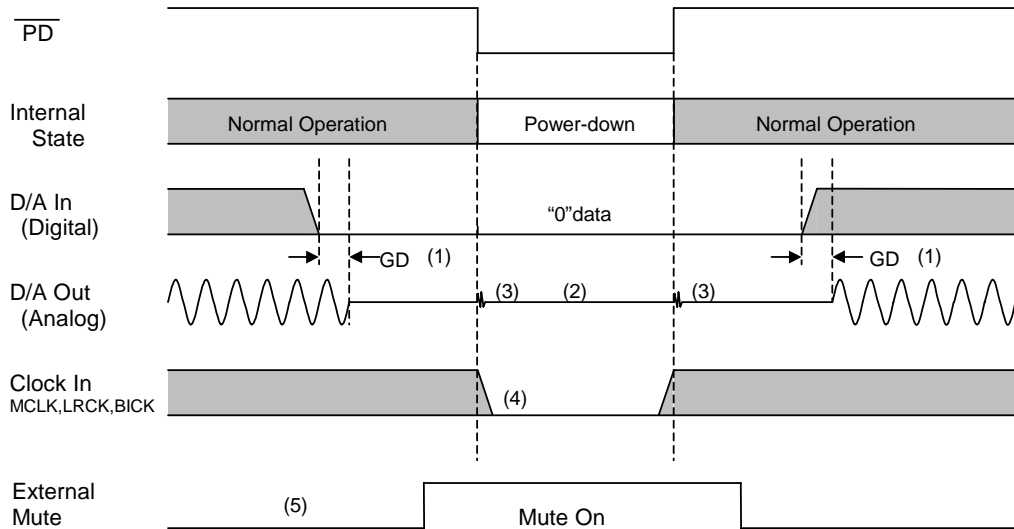 PD
Internal
State
Normal Operation
Power-down
Normal Operation
D/A In
(Digital)
“0”data
GD (1)
GD (1)
D/A Out
(Analog)
(3)
(2)
(3)
Clock In
MCLK,LRCK,BICK
(4)
External
Mute
(5)
Mute On